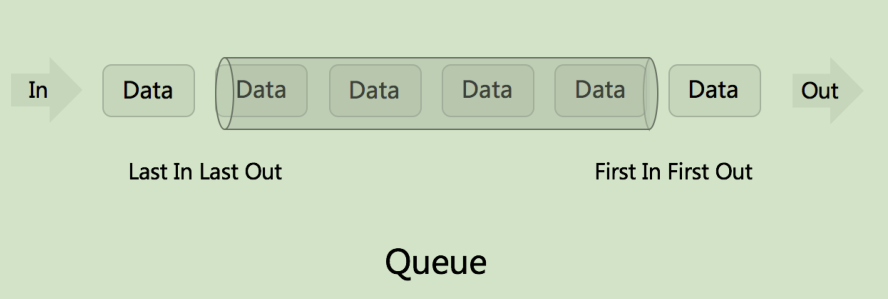 In Data Data Data Data Data Data Out
Last In Last Out First In First Out
Queue